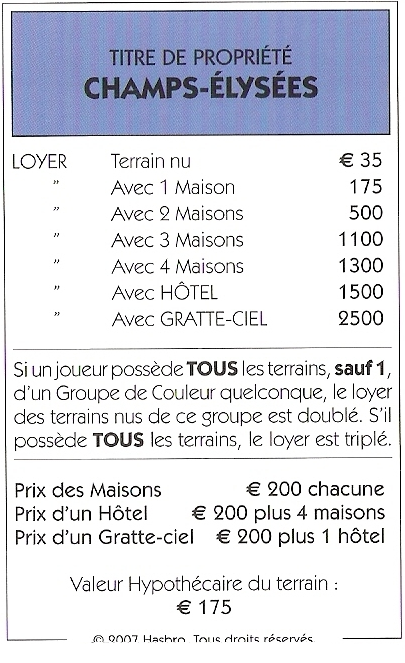 TITRE DE PROPRIÉTÉ
CHAMPS-ÉLYSÉES
LOYER Terrain nu € 35
" Avec 1 Maison 175
" Avec 2 Maisons 500
" Avec 3 Maisons 1100
" Avec 4 Maisons 1300
" Avec HÔTEL 1500
" Avec GRATTE-CIEL 2500
Si un joueur possède TOUS les terrains, sauf 1,
d'un Groupe de Couleur quelconque, le loyer
des terrains nus de ce groupe est doublé. S'il
possède TOUS les terrains, le loyer est triplé.
Prix des Maisons € 200 chacune
Prix d'un Hôtel € 200 plus 4 maisons
Prix d'un Gratte-ciel € 200 plus 1 hôtel
Valeur Hypothécaire du terrain :
€ 175
© 2007 Hasbro. Tous droits réservés.